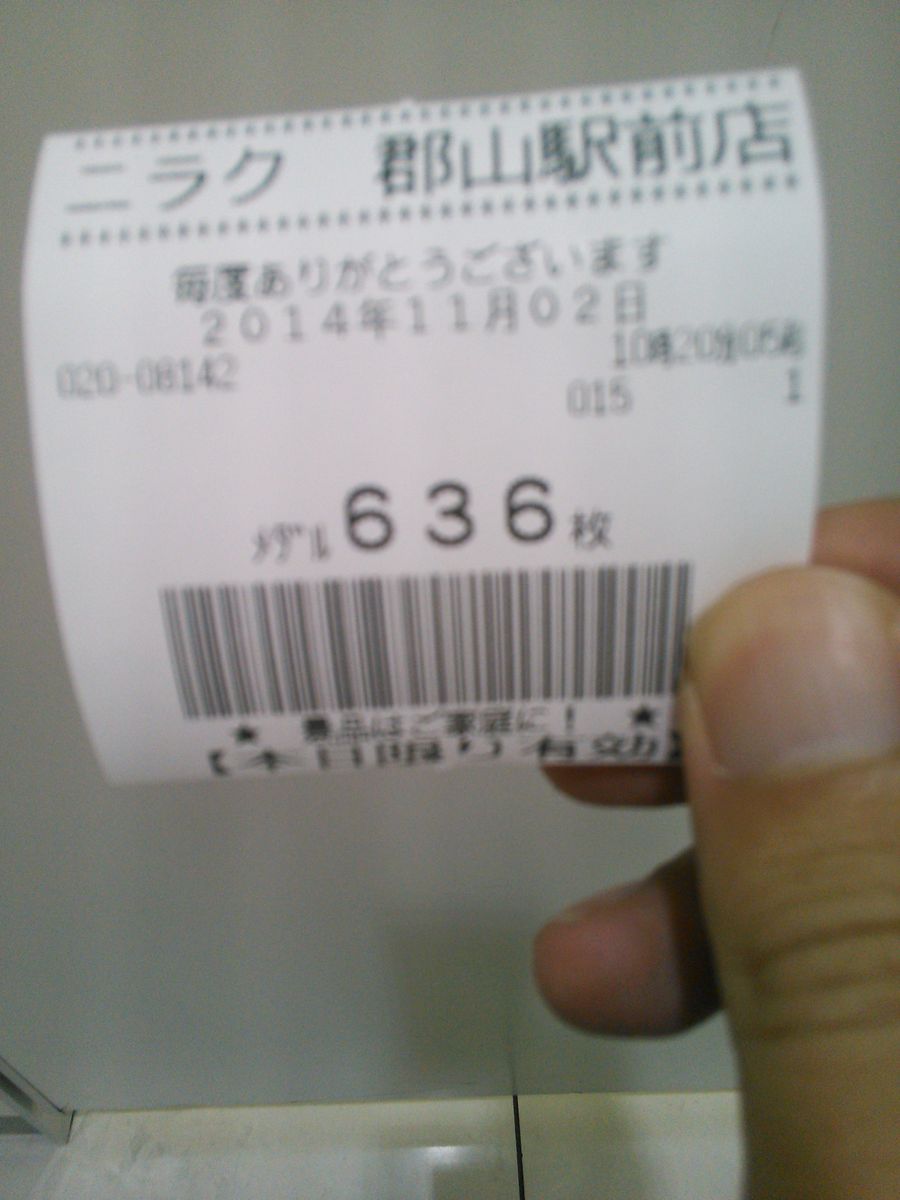 ニラク 郡山駅前店
毎度ありがとうございます
2014年11月02日
10時20分05秒
020-08142
015 1
メダル 636枚
★ 景品はご家庭に! ★
【本日限り有効】